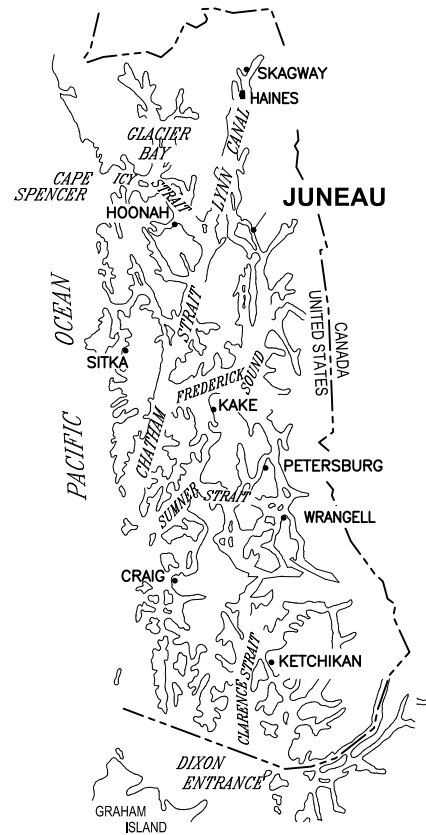 SKAGWAY
HAINES
GLACIER
BAY
LYNN CANAL
CAPE
SPENCER
ICY
STRAIT
JUNEAU
HOONAH
PACIFIC OCEAN
CHATHAM STRAIT
CANADA
UNITED STATES
SITKA
FREDERICK SOUND
KAKE
PETERSBURG
SUMNER STRAIT
WRANGELL
CRAIG
CLARENCE STRAIT
KETCHIKAN
DIXON
ENTRANCE
GRAHAM
ISLAND